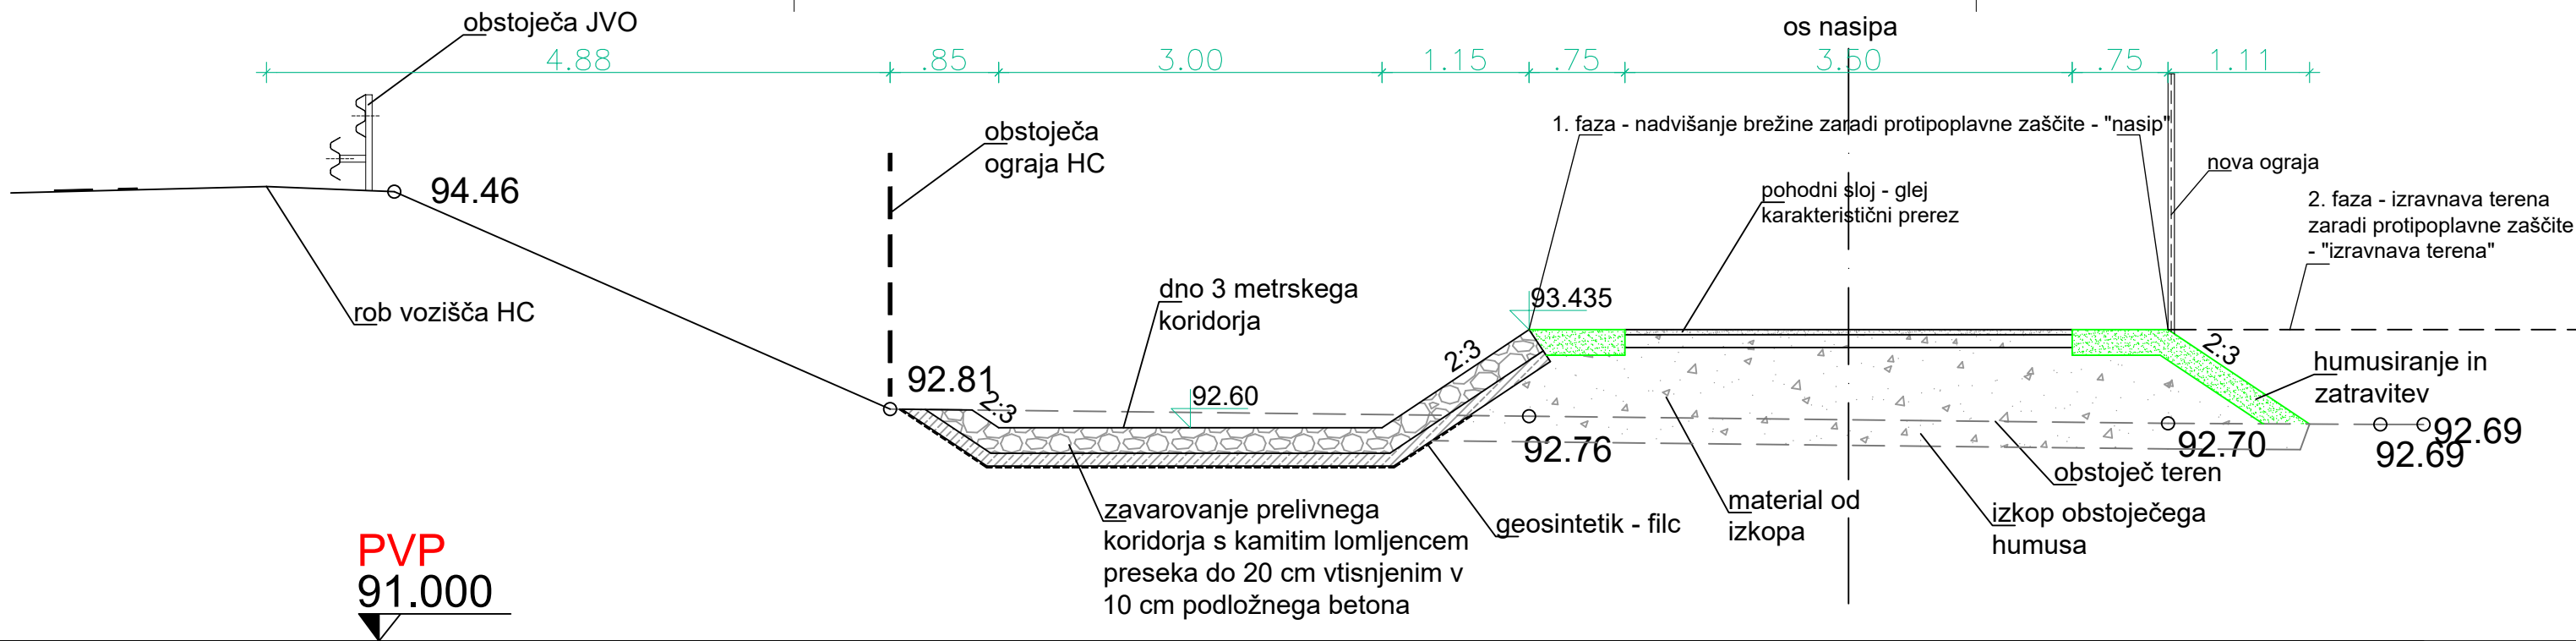 obstoječa JVO
os nasipa
4.88
.85
3.00
1.15
.75
3.50
.75
1.11
obstoječa
ograja HC
1. faza - nadvišanje brežine zaradi protipoplavne zaščite - "nasip"
nova ograja
94.46
pohodni sloj - glej
karakteristični prerez
2. faza - izravnava terena
zaradi protipoplavne zaščite
- "izravnava terena"
rob vozišča HC
dno 3 metrskega
koridorja
93.435
92.81
2:3
92.60
2:3
2:3
humusiranje in
zatravitev
92.76
92.70
92.69
92.69
obstoječ teren
material od
izkopa
izkop obstoječega
humusa
geosintetik - filc
zavarovanje prelivnega
koridorja s kamitim lomljencem
preseka do 20 cm vtisnjenim v
10 cm podložnega betona
PVP
91.000